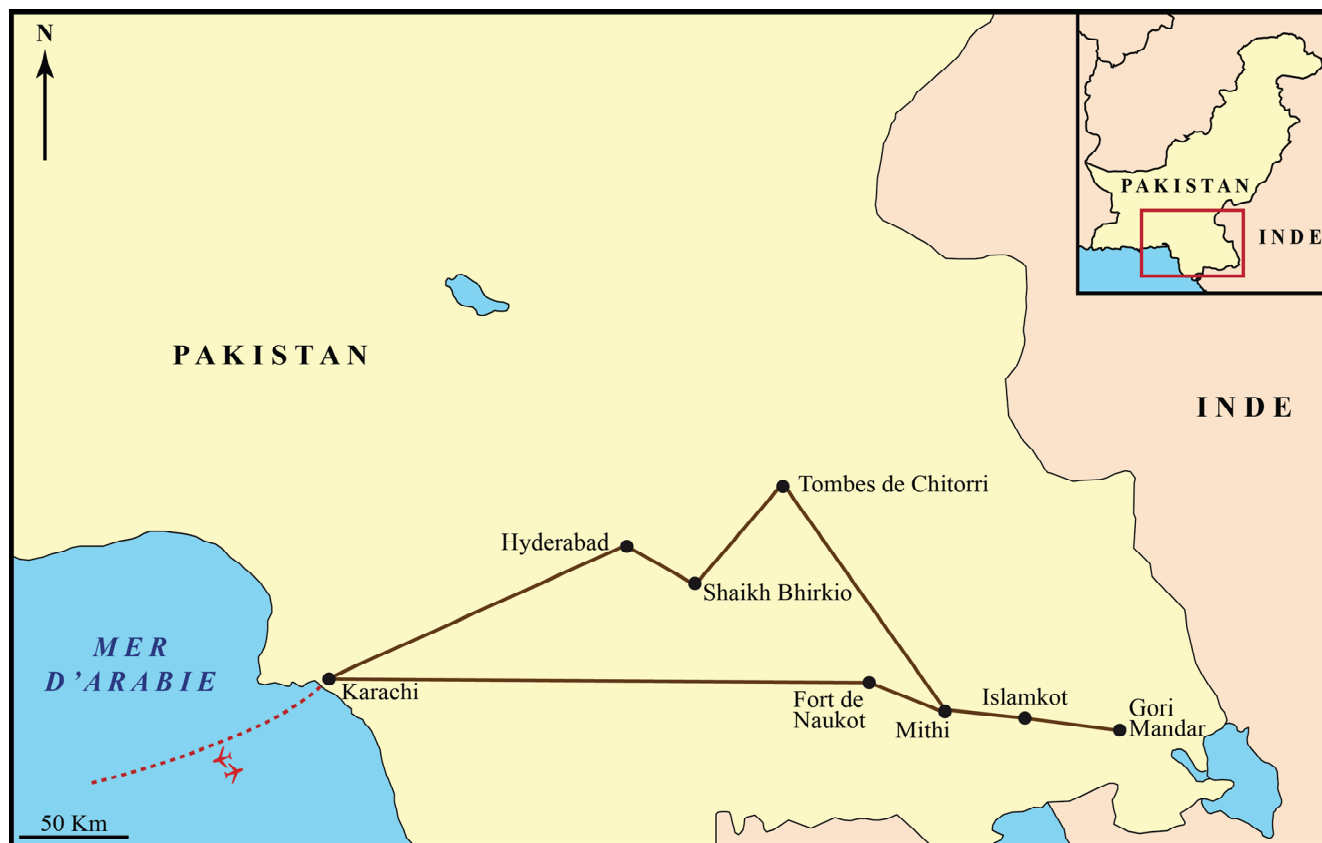 N
PAKISTAN
INDE
PAKISTAN
INDE
Tombes de Chitorri
Hyderabad
Shaikh Bhirkio
MER
D'ARABIE
Karachi
Fort de
Naukot
Mithi
Islamkot
Gori
Mandar
50 Km